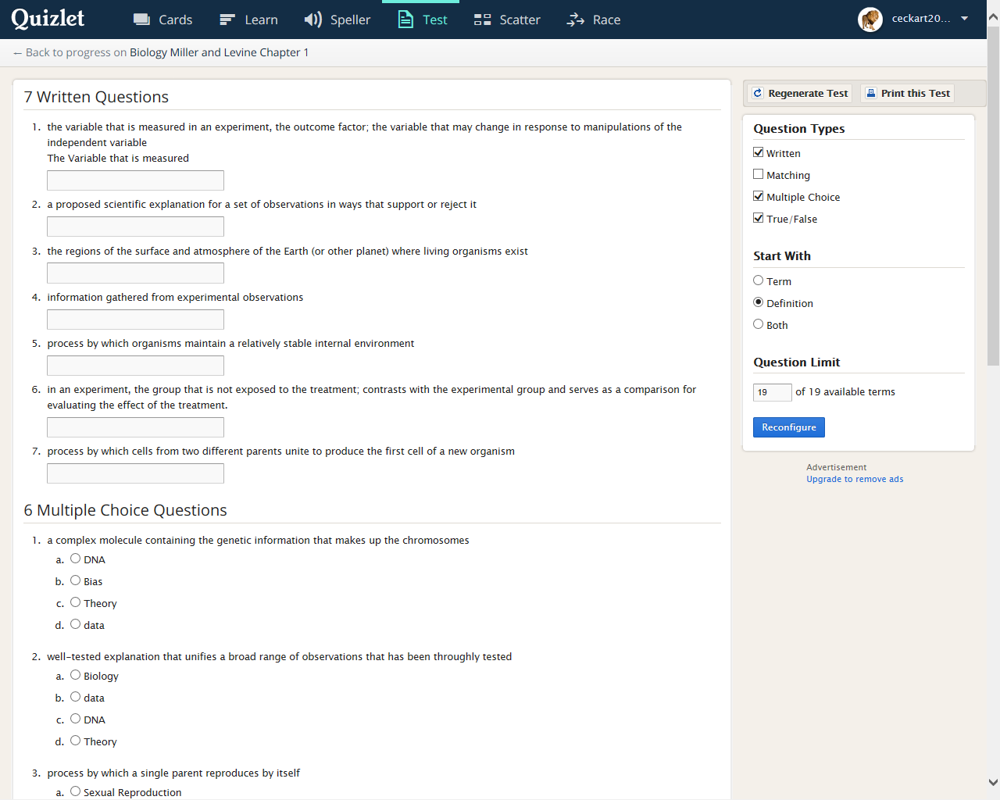 Quizlet
Cards
Learn
Speller
Test
Scatter
Race
ceckart20...
← Back to progress on Biology Miller and Levine Chapter 1
7 Written Questions
1. the variable that is measured in an experiment, the outcome factor; the variable that may change in response to manipulations of the
independent variable
The Variable that is measured
2. a proposed scientific explanation for a set of observations in ways that support or reject it
3. the regions of the surface and atmosphere of the Earth (or other planet) where living organisms exist
4. information gathered from experimental observations
5. process by which organisms maintain a relatively stable internal environment
6. in an experiment, the group that is not exposed to the treatment; contrasts with the experimental group and serves as a comparison for
evaluating the effect of the treatment.
7. process by which cells from two different parents unite to produce the first cell of a new organism
6 Multiple Choice Questions
1. a complex molecule containing the genetic information that makes up the chromosomes
a. DNA
b. Bias
c. Theory
d. data
2. well-tested explanation that unifies a broad range of observations that has been throughly tested
a. Biology
b. data
c. DNA
d. Theory
3. process by which a single parent reproduces by itself
a. Sexual Reproduction
Regenerate Test
Print this Test
Question Types
Written
Matching
Multiple Choice
True/False
Start With
Term
Definition
Both
Question Limit
19 of 19 available terms
Reconfigure
Advertisement
Upgrade to remove ads